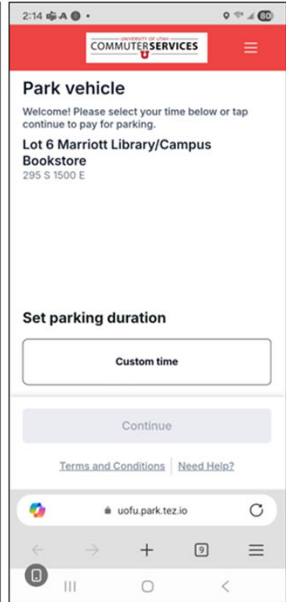 2:14
80
UNIVERSITY OF UTAH
COMMUTERSERVICES
U
Park vehicle
Welcome! Please select your time below or tap
continue to pay for parking.
Lot 6 Marriott Library/Campus
Bookstore
295 S 1500 E
Set parking duration
Custom time
Continue
Terms and Conditions
Need Help?
uofu.park.tez.io
9